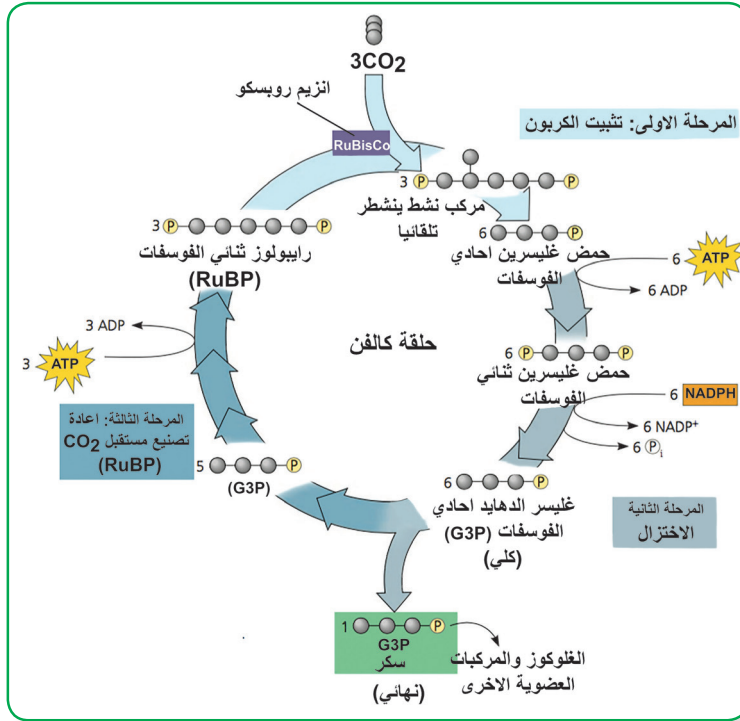 3CO2
انزيم روبسكو
RuBisCo
المرحلة الاولى: تثبيت الكربون
3 P P
مركب نشط ينشطر
تلقائيا
3 P P
رايبولوز ثنائي الفوسفات
(RuBP)
6 P
حمض غليسرين احادي
الفوسفات
6 ATP
6 ADP
3 ADP
3 ATP
حلقة كالفن
6 P P
حمض غليسرين ثنائي
الفوسفات
6 NADPH
6 NADP+
6 Pi
المرحلة الثالثة: اعادة
تصنيع مستقبل CO2
(RuBP)
5 P
(G3P)
6 P
غليسر الدهايد احادي
الفوسفات (G3P)
(كلي)
المرحلة الثانية
الاختزال
1 P
G3P
سكر
(نهائي)
الغلوكوز والمركبات
العضوية الاخرى